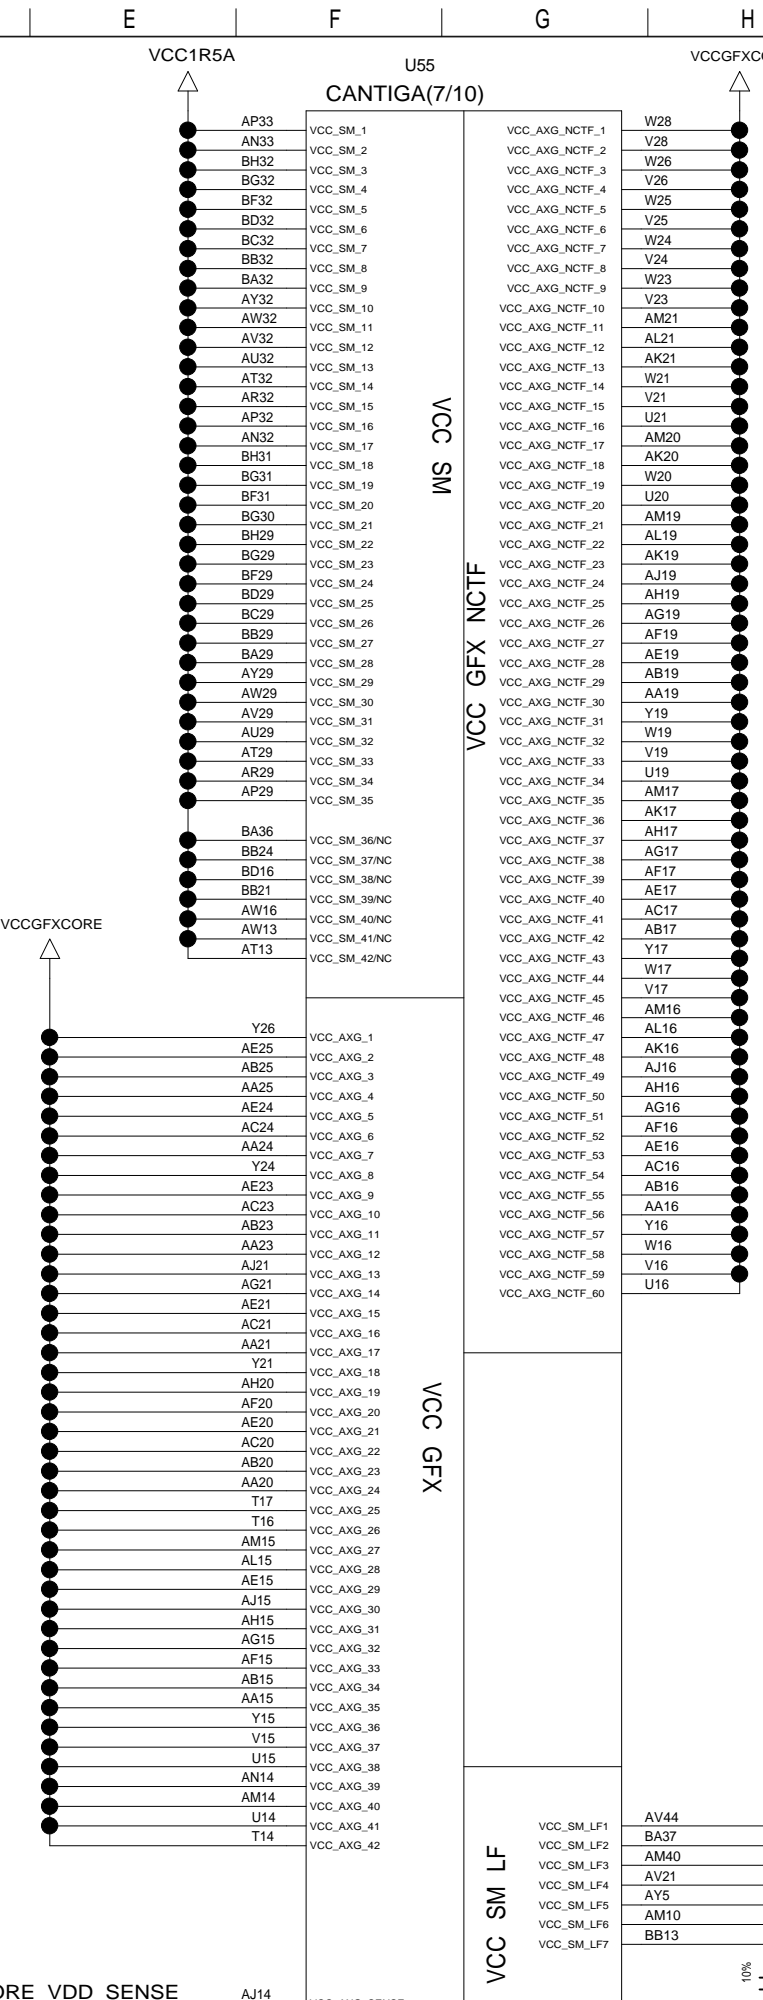 E F G H
VCC1R5A U55
CANTIGA(7/10)
AP33 VCC_SM_1 VCC_AXG_NCTF_1 W28
AN33 VCC_SM_2 VCC_AXG_NCTF_2 V28
BH32 VCC_SM_3 VCC_AXG_NCTF_3 W26
BG32 VCC_SM_4 VCC_AXG_NCTF_4 V26
BF32 VCC_SM_5 VCC_AXG_NCTF_5 W25
BD32 VCC_SM_6 VCC_AXG_NCTF_6 V25
BC32 VCC_SM_7 VCC_AXG_NCTF_7 W24
BB32 VCC_SM_8 VCC_AXG_NCTF_8 V24
BA32 VCC_SM_9 VCC_AXG_NCTF_9 W23
AY32 VCC_SM_10 VCC_AXG_NCTF_10 V23
AW32 VCC_SM_11 VCC_AXG_NCTF_11 AM21
AV32 VCC_SM_12 VCC_AXG_NCTF_12 AL21
AU32 VCC_SM_13 VCC_AXG_NCTF_13 AK21
AT32 VCC_SM_14 VCC_AXG_NCTF_14 W21
AR32 VCC_SM_15 VCC_AXG_NCTF_15 V21
AP32 VCC_SM_16 VCC_AXG_NCTF_16 U21
AN32 VCC_SM_17 VCC_AXG_NCTF_17 AM20
BH31 VCC_SM_18 VCC_AXG_NCTF_18 AK20
BG31 VCC_SM_19 VCC_AXG_NCTF_19 W20
BF31 VCC_SM_20 VCC_AXG_NCTF_20 U20
BG30 VCC_SM_21 VCC_AXG_NCTF_21 AM19
BH29 VCC_SM_22 VCC_AXG_NCTF_22 AL19
BG29 VCC_SM_23 VCC_AXG_NCTF_23 AK19
BF29 VCC_SM_24 VCC_AXG_NCTF_24 AJ19
BD29 VCC_SM_25 VCC_AXG_NCTF_25 AH19
BC29 VCC_SM_26 VCC_AXG_NCTF_26 AG19
BB29 VCC_SM_27 VCC_AXG_NCTF_27 AF19
BA29 VCC_SM_28 VCC_AXG_NCTF_28 AE19
AY29 VCC_SM_29 VCC_AXG_NCTF_29 AB19
AW29 VCC_SM_30 VCC_AXG_NCTF_30 AA19
AV29 VCC_SM_31 VCC_AXG_NCTF_31 Y19
AU29 VCC_SM_32 VCC_AXG_NCTF_32 W19
AT29 VCC_SM_33 VCC_AXG_NCTF_33 V19
AR29 VCC_SM_34 VCC_AXG_NCTF_34 U19
AP29 VCC_SM_35 VCC_AXG_NCTF_35 AM17
VCC_AXG_NCTF_36 AK17
BA36 VCC_SM_36/NC VCC_AXG_NCTF_37 AH17
BB24 VCC_SM_37/NC VCC_AXG_NCTF_38 AG17
BD16 VCC_SM_38/NC VCC_AXG_NCTF_39 AF17
BB21 VCC_SM_39/NC VCC_AXG_NCTF_40 AE17
AW16 VCC_SM_40/NC VCC_AXG_NCTF_41 AC17
AW13 VCC_SM_41/NC VCC_AXG_NCTF_42 AB17
AT13 VCC_SM_42/NC VCC_AXG_NCTF_43 Y17
VCC_AXG_NCTF_44 W17
VCC_AXG_NCTF_45 V17
VCC_AXG_NCTF_46 AM16
VCC SM
VCC GFX NCTF
VCCGFXCORE
Y26 VCC_AXG_1 VCC_AXG_NCTF_47 AL16
AE25 VCC_AXG_2 VCC_AXG_NCTF_48 AK16
AB25 VCC_AXG_3 VCC_AXG_NCTF_49 AJ16
AA25 VCC_AXG_4 VCC_AXG_NCTF_50 AH16
AE24 VCC_AXG_5 VCC_AXG_NCTF_51 AG16
AC24 VCC_AXG_6 VCC_AXG_NCTF_52 AF16
AA24 VCC_AXG_7 VCC_AXG_NCTF_53 AE16
Y24 VCC_AXG_8 VCC_AXG_NCTF_54 AC16
AE23 VCC_AXG_9 VCC_AXG_NCTF_55 AB16
AC23 VCC_AXG_10 VCC_AXG_NCTF_56 AA16
AB23 VCC_AXG_11 VCC_AXG_NCTF_57 Y16
AA23 VCC_AXG_12 VCC_AXG_NCTF_58 W16
AJ21 VCC_AXG_13 VCC_AXG_NCTF_59 V16
AG21 VCC_AXG_14 VCC_AXG_NCTF_60 U16
AE21 VCC_AXG_15
AC21 VCC_AXG_16
AA21 VCC_AXG_17
Y21 VCC_AXG_18
AH20 VCC_AXG_19
AF20 VCC_AXG_20
AE20 VCC_AXG_21
AC20 VCC_AXG_22
AB20 VCC_AXG_23
AA20 VCC_AXG_24
T17 VCC_AXG_25
T16 VCC_AXG_26
AM15 VCC_AXG_27
AL15 VCC_AXG_28
AE15 VCC_AXG_29
AJ15 VCC_AXG_30
AH15 VCC_AXG_31
AG15 VCC_AXG_32
AF15 VCC_AXG_33
AB15 VCC_AXG_34
AA15 VCC_AXG_35
Y15 VCC_AXG_36
V15 VCC_AXG_37
U15 VCC_AXG_38
AN14 VCC_AXG_39
AM14 VCC_AXG_40
U14 VCC_AXG_41 VCC_SM_LF1 AV44
T14 VCC_AXG_42 VCC_SM_LF2 BA37
VCC_SM_LF3 AM40
VCC_SM_LF4 AV21
VCC_SM_LF5 AY5
VCC_SM_LF6 AM10
VCC_SM_LF7 BB13
VCC GFX
VCC SM LF
10%
VDD SENSE AJ14